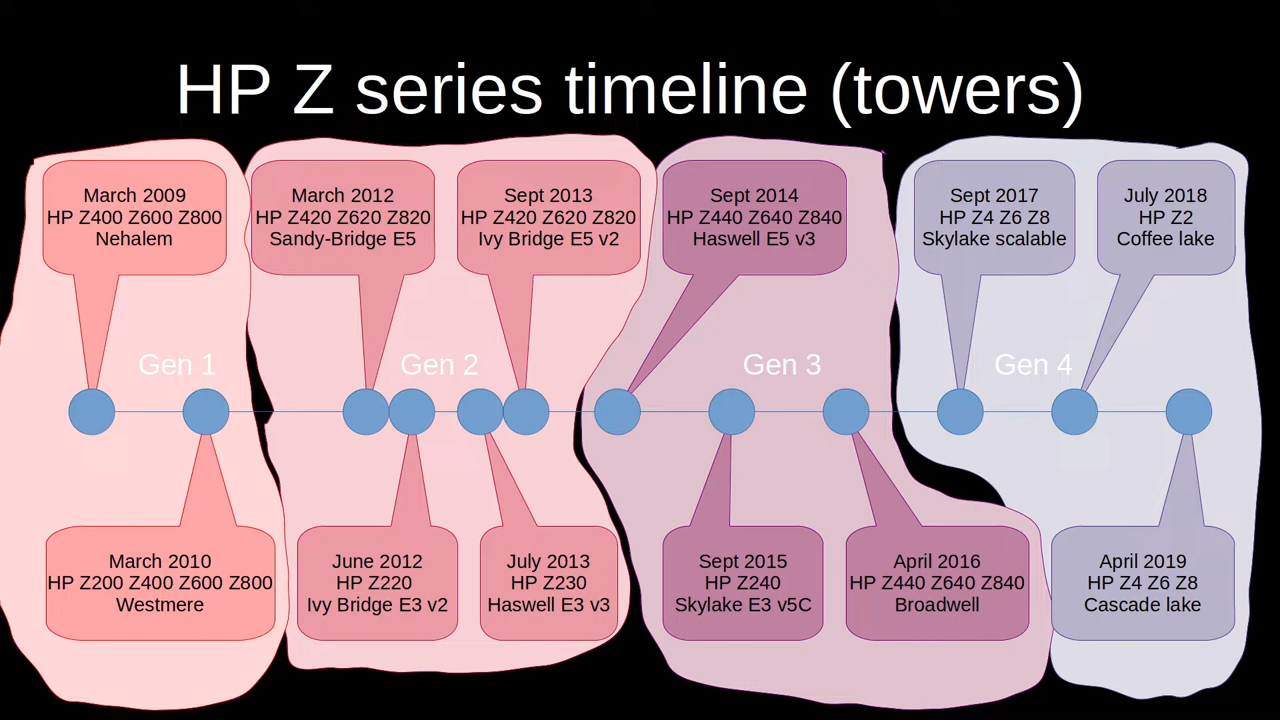 HP Z series timeline (towers)
March 2009
HP Z400 Z600 Z800
Nehalem
March 2012
HP Z420 Z620 Z820
Sandy-Bridge E5
Sept 2013
HP Z420 Z620 Z820
Ivy Bridge E5 v2
Sept 2014
HP Z440 Z640 Z840
Haswell E5 v3
Sept 2017
HP Z4 Z6 Z8
Skylake scalable
July 2018
HP Z2
Coffee lake
Gen 1
Gen 2
Gen 3
Gen 4
March 2010
HP Z200 Z400 Z600 Z800
Westmere
June 2012
HP Z220
Ivy Bridge E3 v2
July 2013
HP Z230
Haswell E3 v3
Sept 2015
HP Z240
Skylake E3 v5C
April 2016
HP Z440 Z640 Z840
Broadwell
April 2019
HP Z4 Z6 Z8
Cascade lake